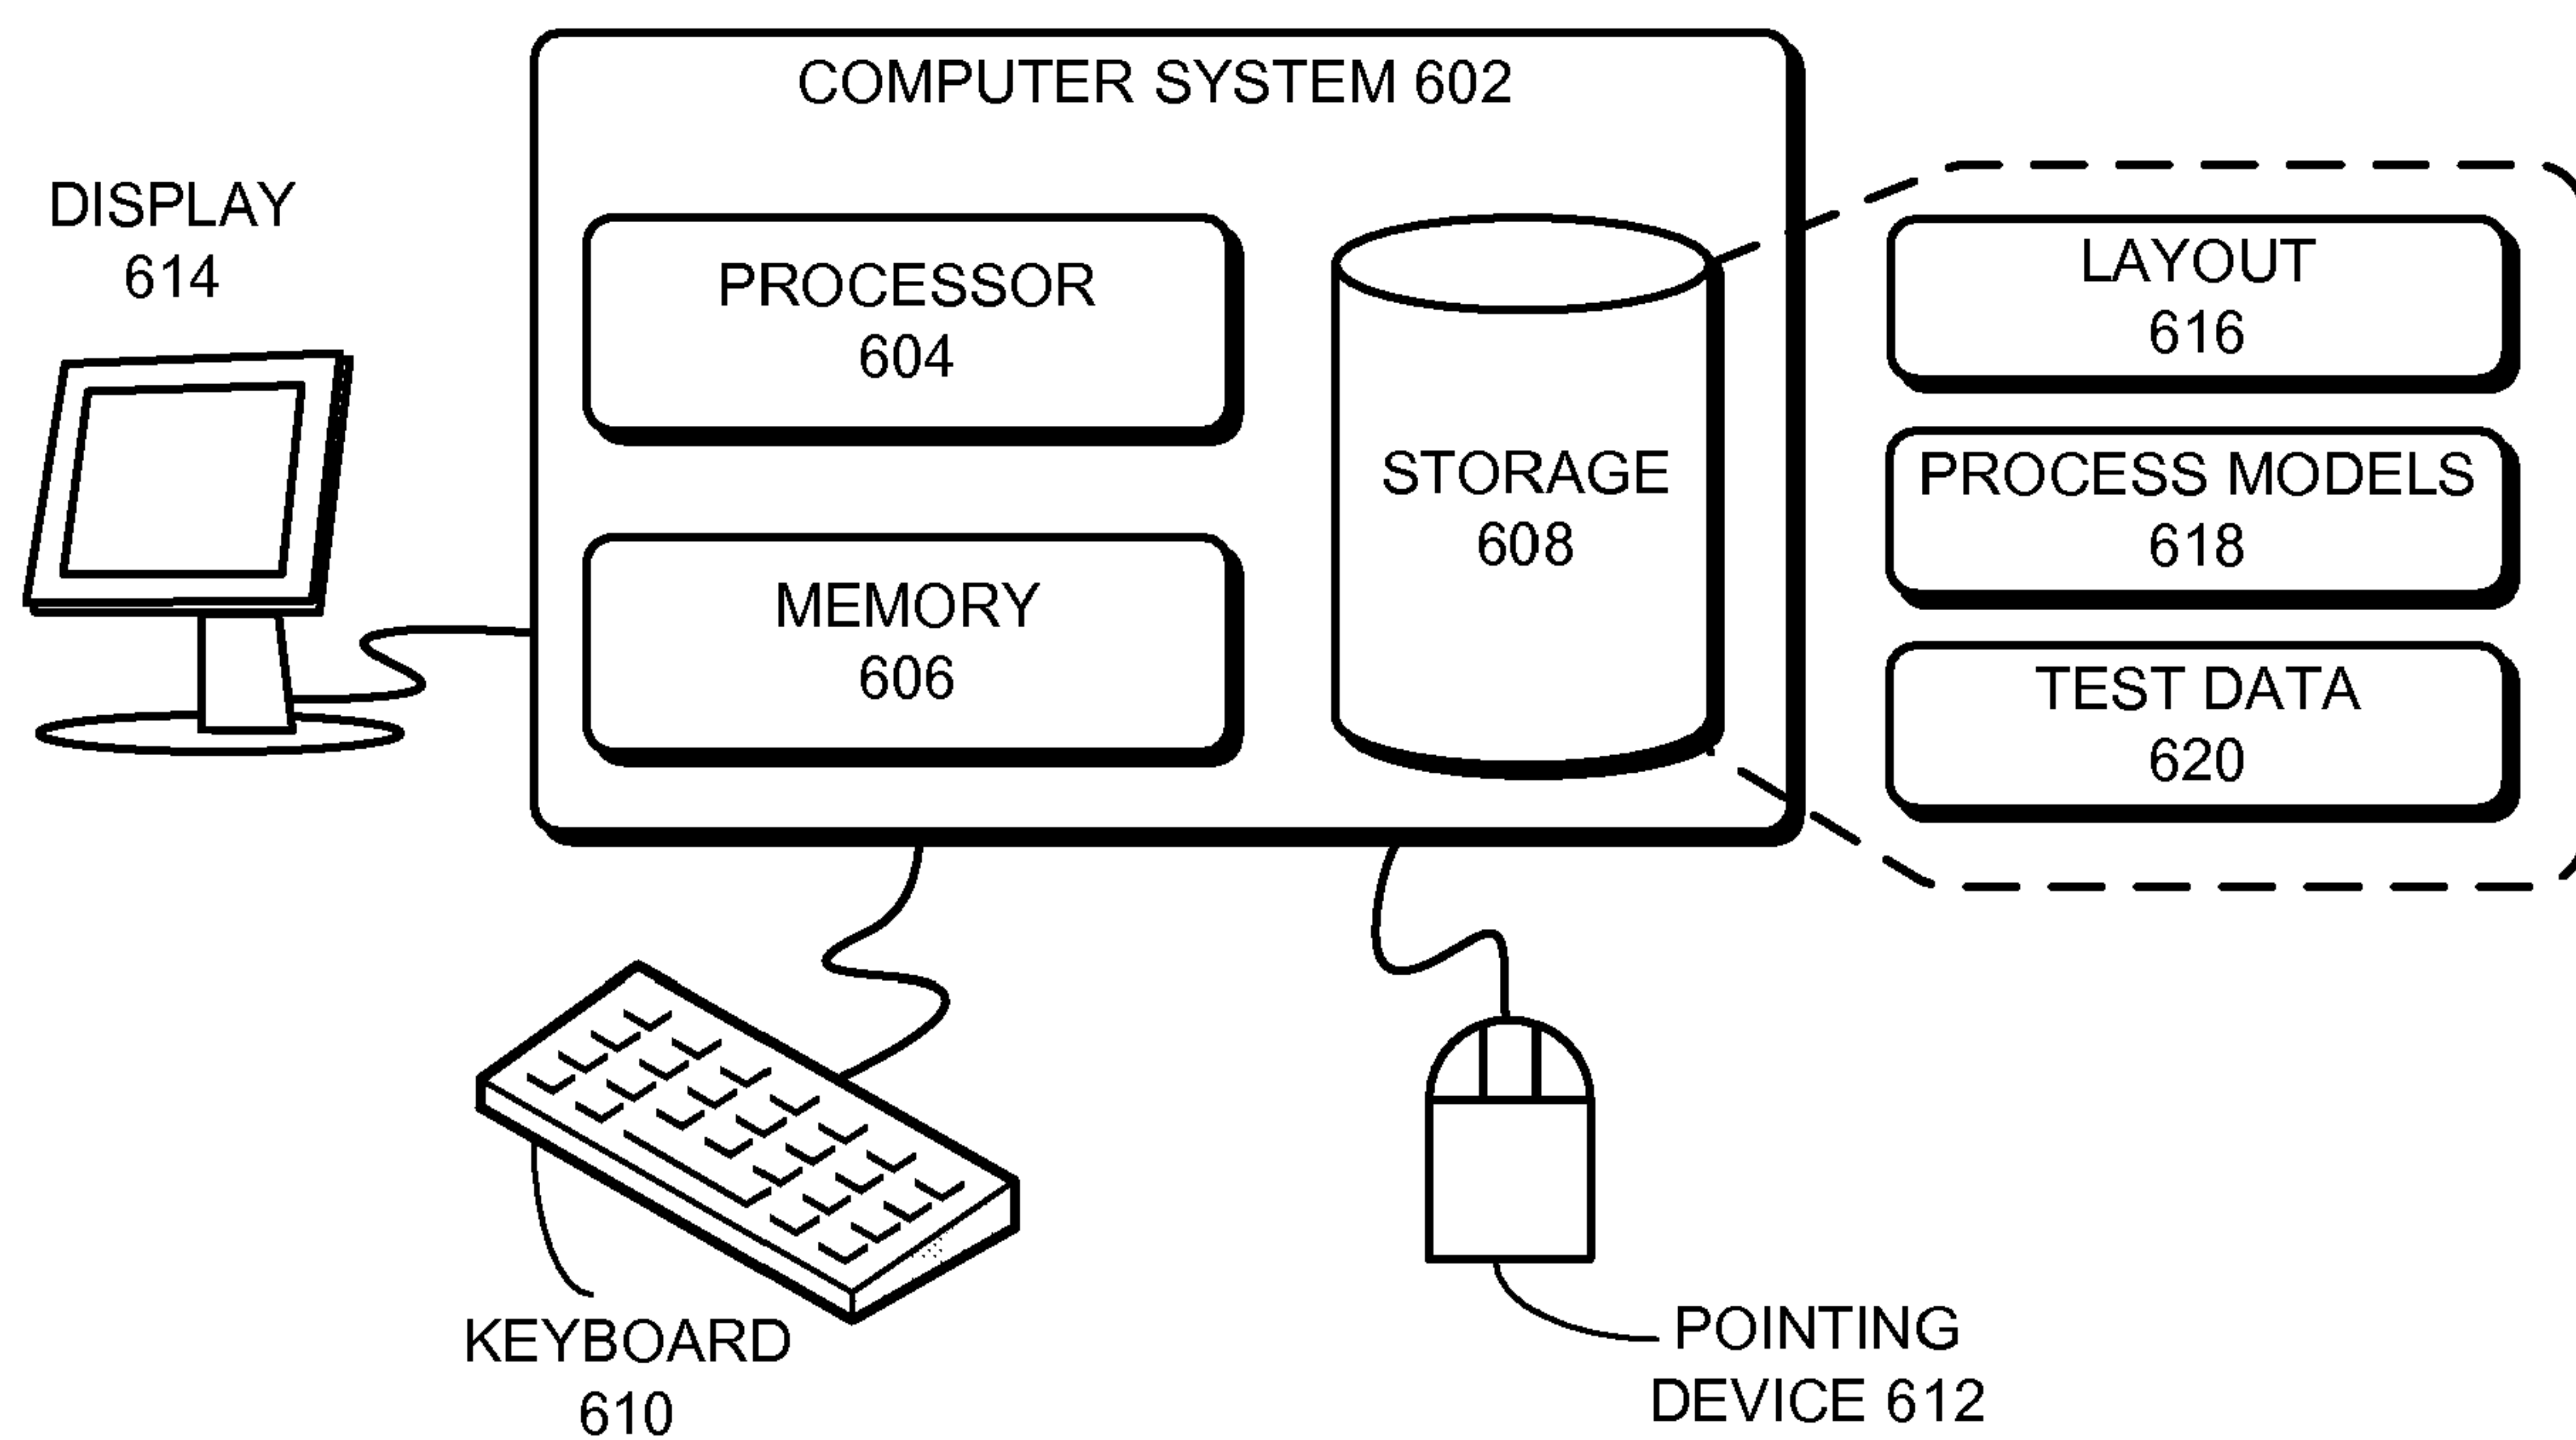 COMPUTER SYSTEM 602
DISPLAY
614
PROCESSOR
604
MEMORY
606
STORAGE
608
LAYOUT
616
PROCESS MODELS
618
TEST DATA
620
KEYBOARD
610
POINTING
DEVICE 612